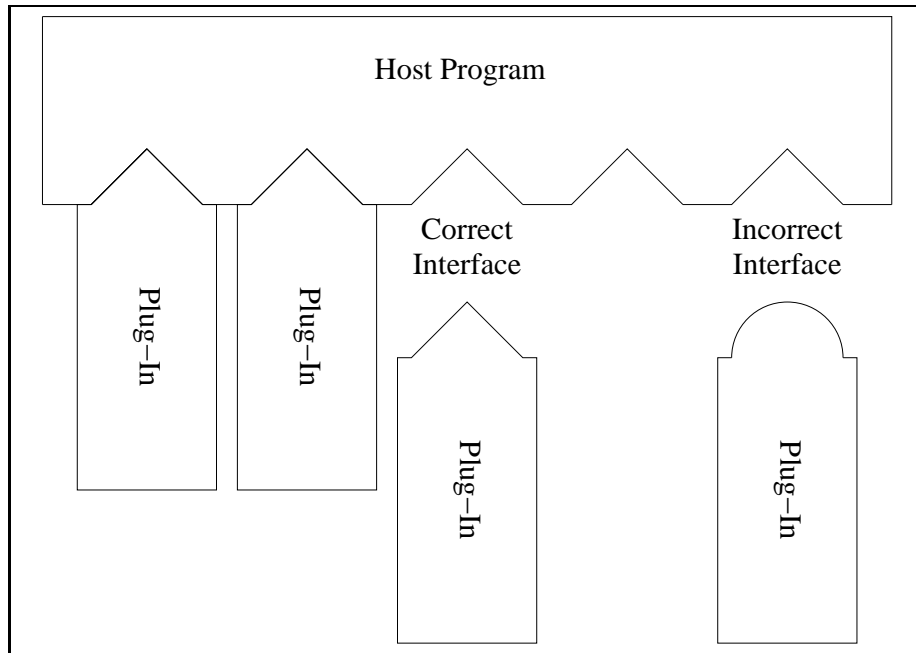 Host Program
Correct
Interface
Incorrect
Interface
Plug–In
Plug–In
Plug–In
Plug–In